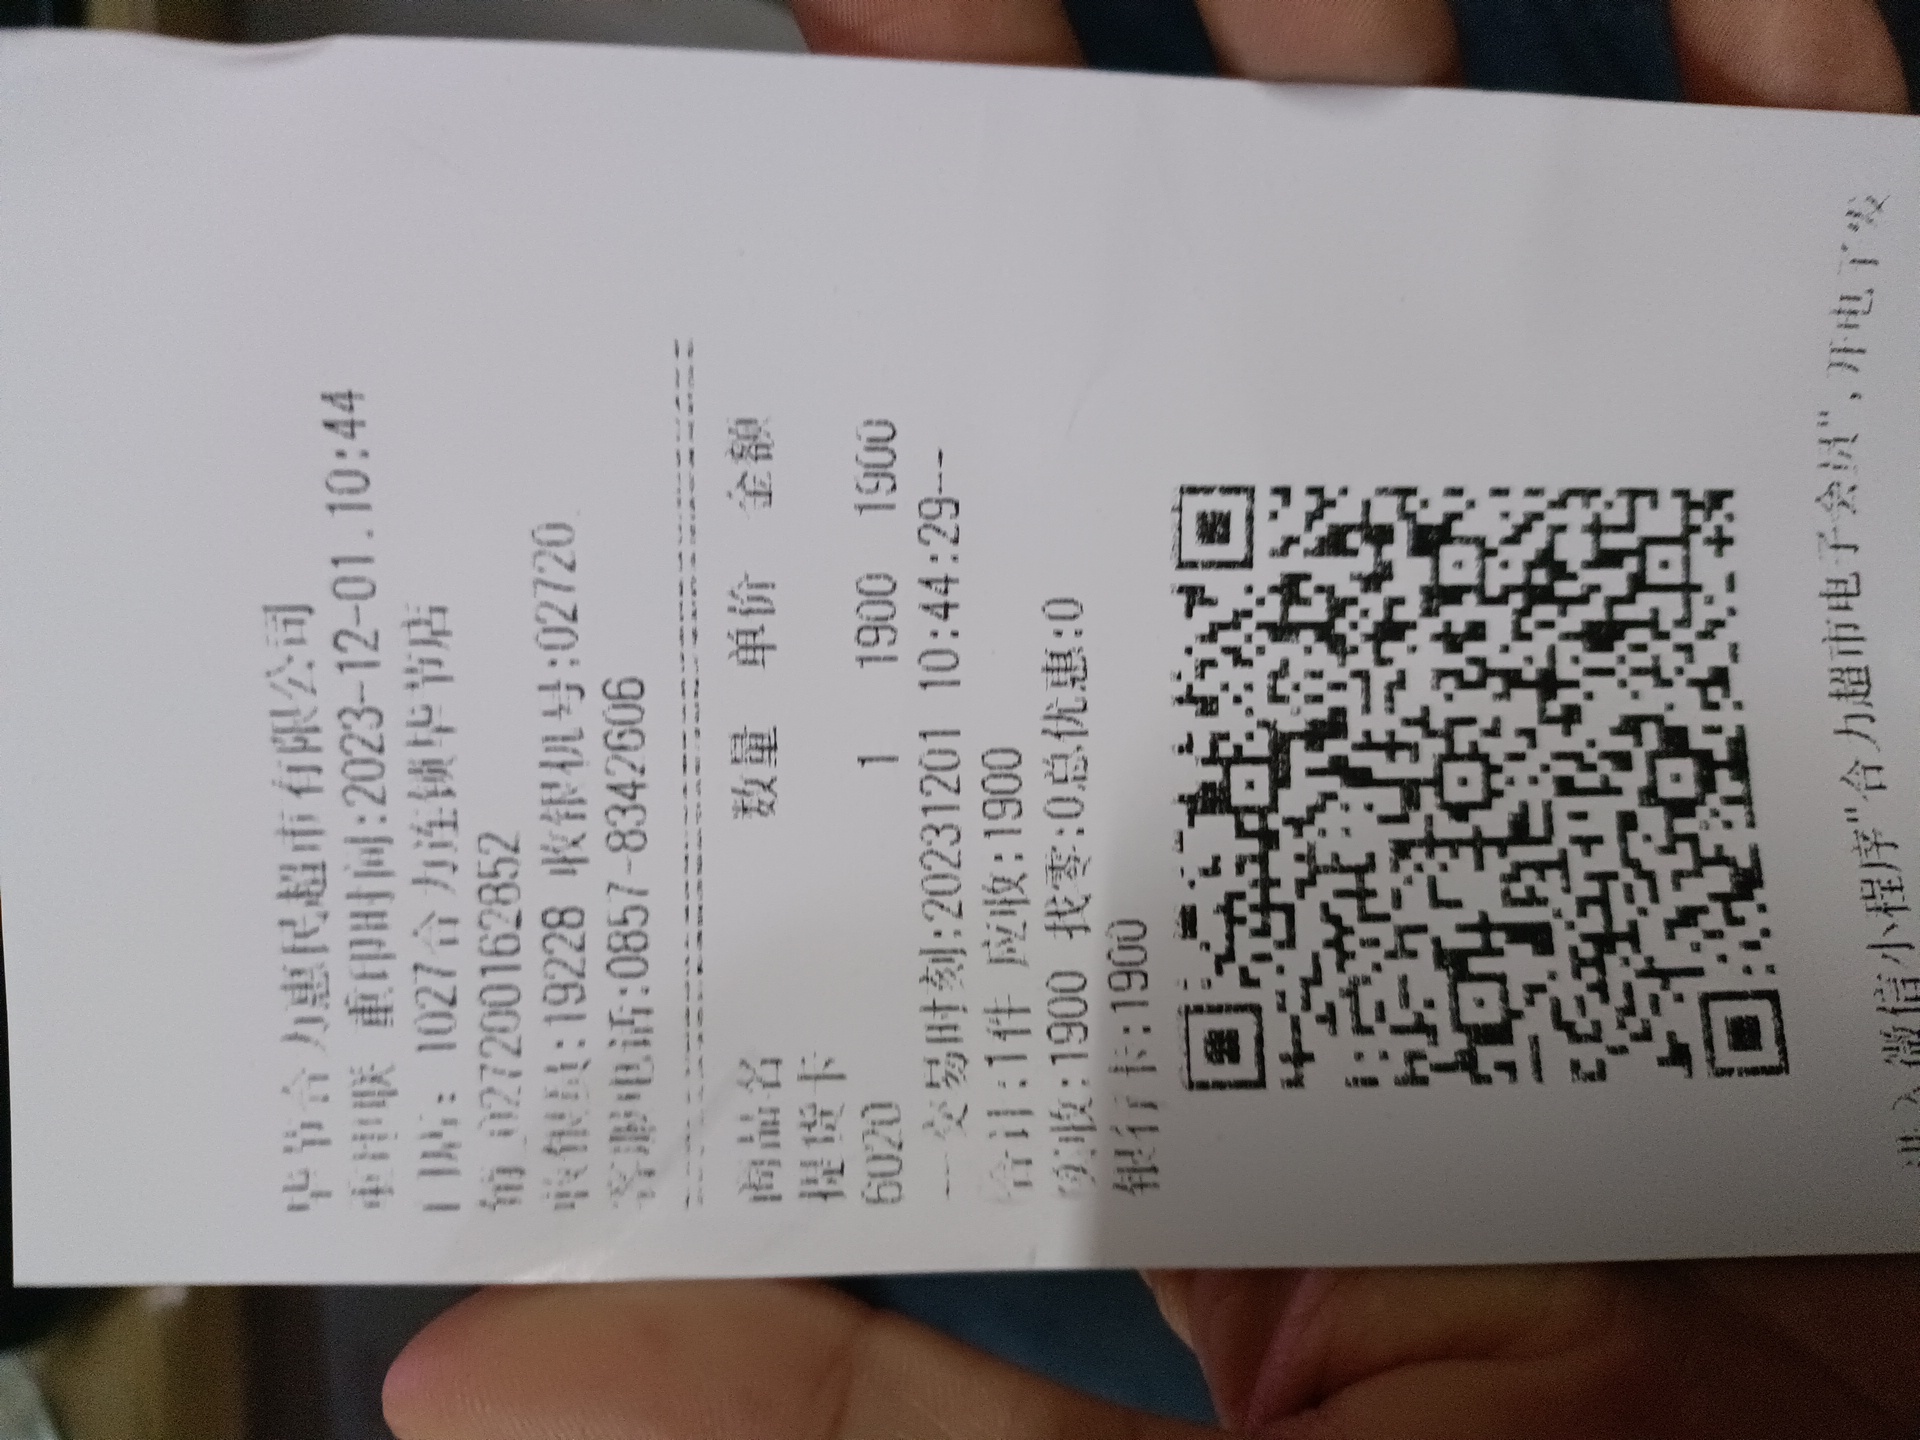 毕节合力惠民超市有限公司
重印联 重印时间:2023-12-01.10:44
门店: 1027合力连锁毕节店
027200162852
收银员:19228 收银机号:02720
客服电话:0857-8342606
商品名 数量 单价 金额
提货卡
6020 1 1900 1900
--交易时刻:20231201 10:44:29--
合计:1件 应收:1900
实收:1900 找零:0总优惠:0
银行卡:1900
进入微信小程序"合力超市电子会员",开电子发